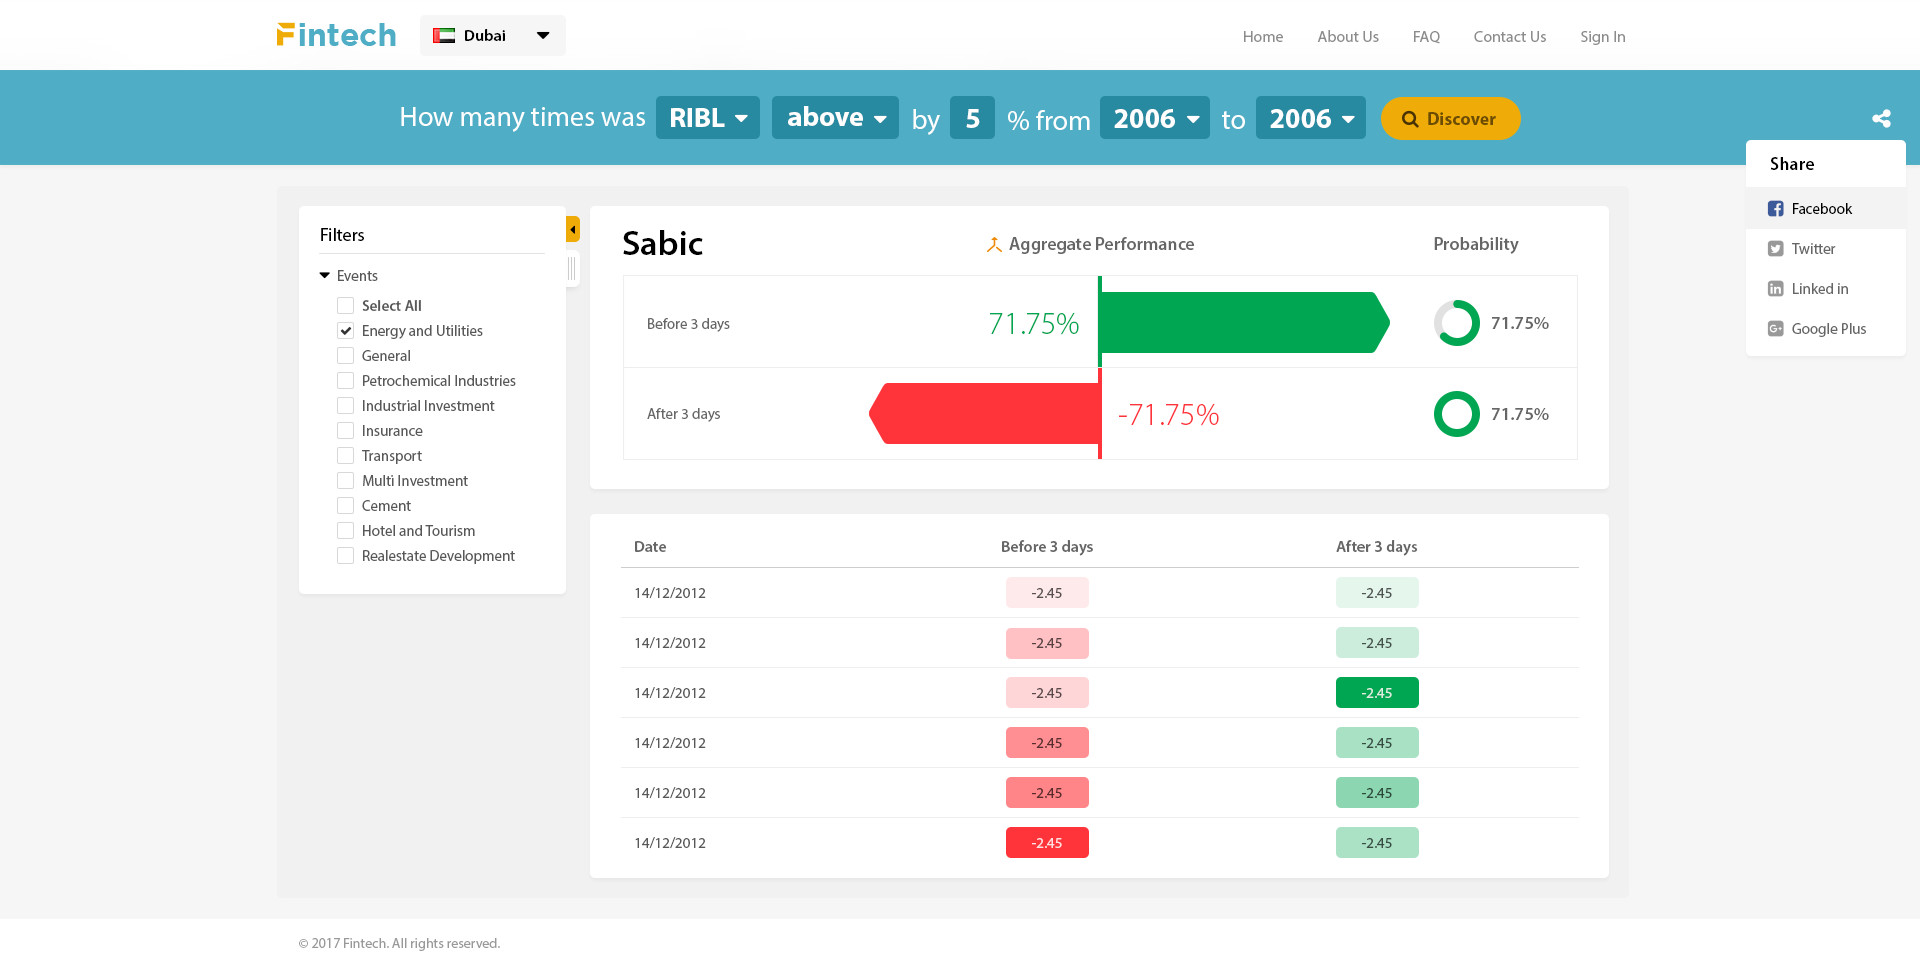 Fintech
Dubai
Home About Us FAQ Contact Us Sign In
How many times was RIBL above by 5 % from 2006 to 2006 Discover
Share
Facebook
Twitter
Linked in
Google Plus
Filters
Events
Select All
Energy and Utilities
General
Petrochemical Industries
Industrial Investment
Insurance
Transport
Multi Investment
Cement
Hotel and Tourism
Realestate Development
Sabic Aggregate Performance Probability
Before 3 days 71.75% 71.75%
After 3 days -71.75% 71.75%
Date Before 3 days After 3 days
14/12/2012 -2.45 -2.45
14/12/2012 -2.45 -2.45
14/12/2012 -2.45 -2.45
14/12/2012 -2.45 -2.45
14/12/2012 -2.45 -2.45
14/12/2012 -2.45 -2.45
© 2017 Fintech. All rights reserved.